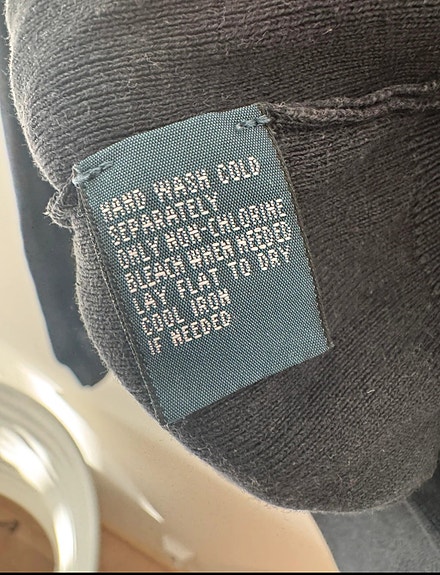 HAND WASH COLD
SEPARATELY
ONLY NON-CHLORINE
BLEACH WHEN NEEDED
LAY FLAT TO DRY
COOL IRON
IF NEEDED